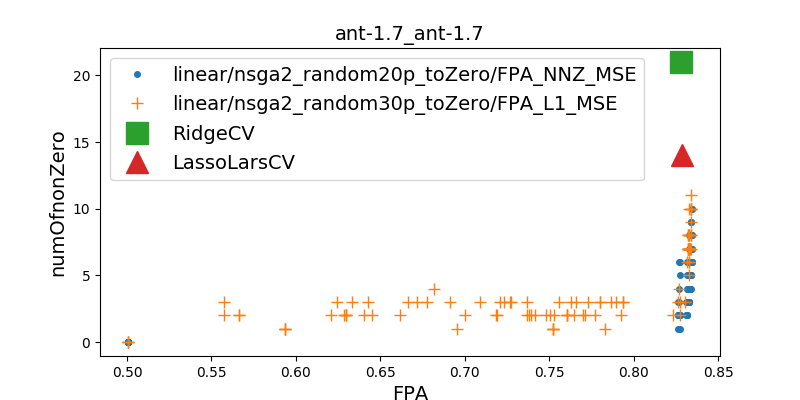 ant-1.7_ant-1.7
linear/nsga2_random20p_toZero/FPA_NNZ_MSE
linear/nsga2_random30p_toZero/FPA_L1_MSE
RidgeCV
LassoLarsCV
numOfnonZero
20
15
10
5
0
0.50
0.55
0.60
0.65
0.70
0.75
0.80
0.85
FPA